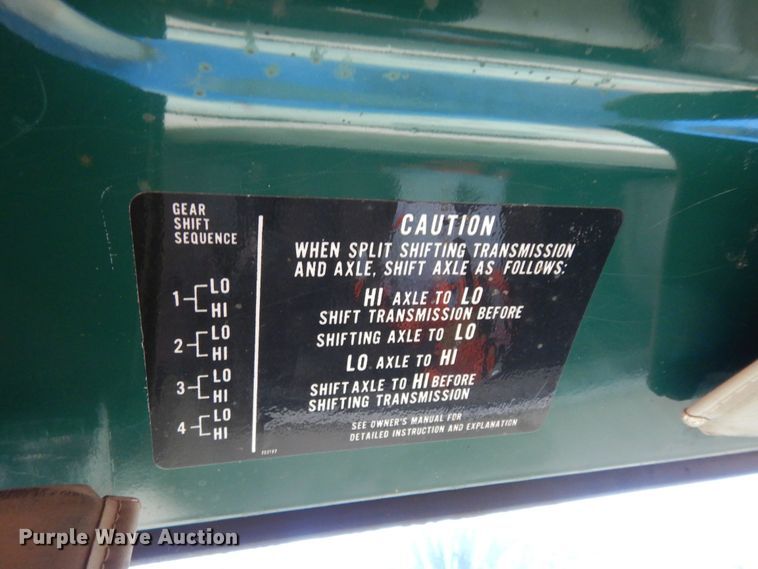 GEAR
SHIFT
SEQUENCE
1 LO
HI
2 LO
HI
3 LO
HI
4 LO
HI
CAUTION
WHEN SPLIT SHIFTING TRANSMISSION
AND AXLE, SHIFT AXLE AS FOLLOWS:
HI AXLE TO LO
SHIFT TRANSMISSION BEFORE
SHIFTING AXLE TO LO
LO AXLE TO HI
SHIFT AXLE TO HI BEFORE
SHIFTING TRANSMISSION
SEE OWNER'S MANUAL FOR
DETAILED INSTRUCTION AND EXPLANATION
Purple Wave Auction®